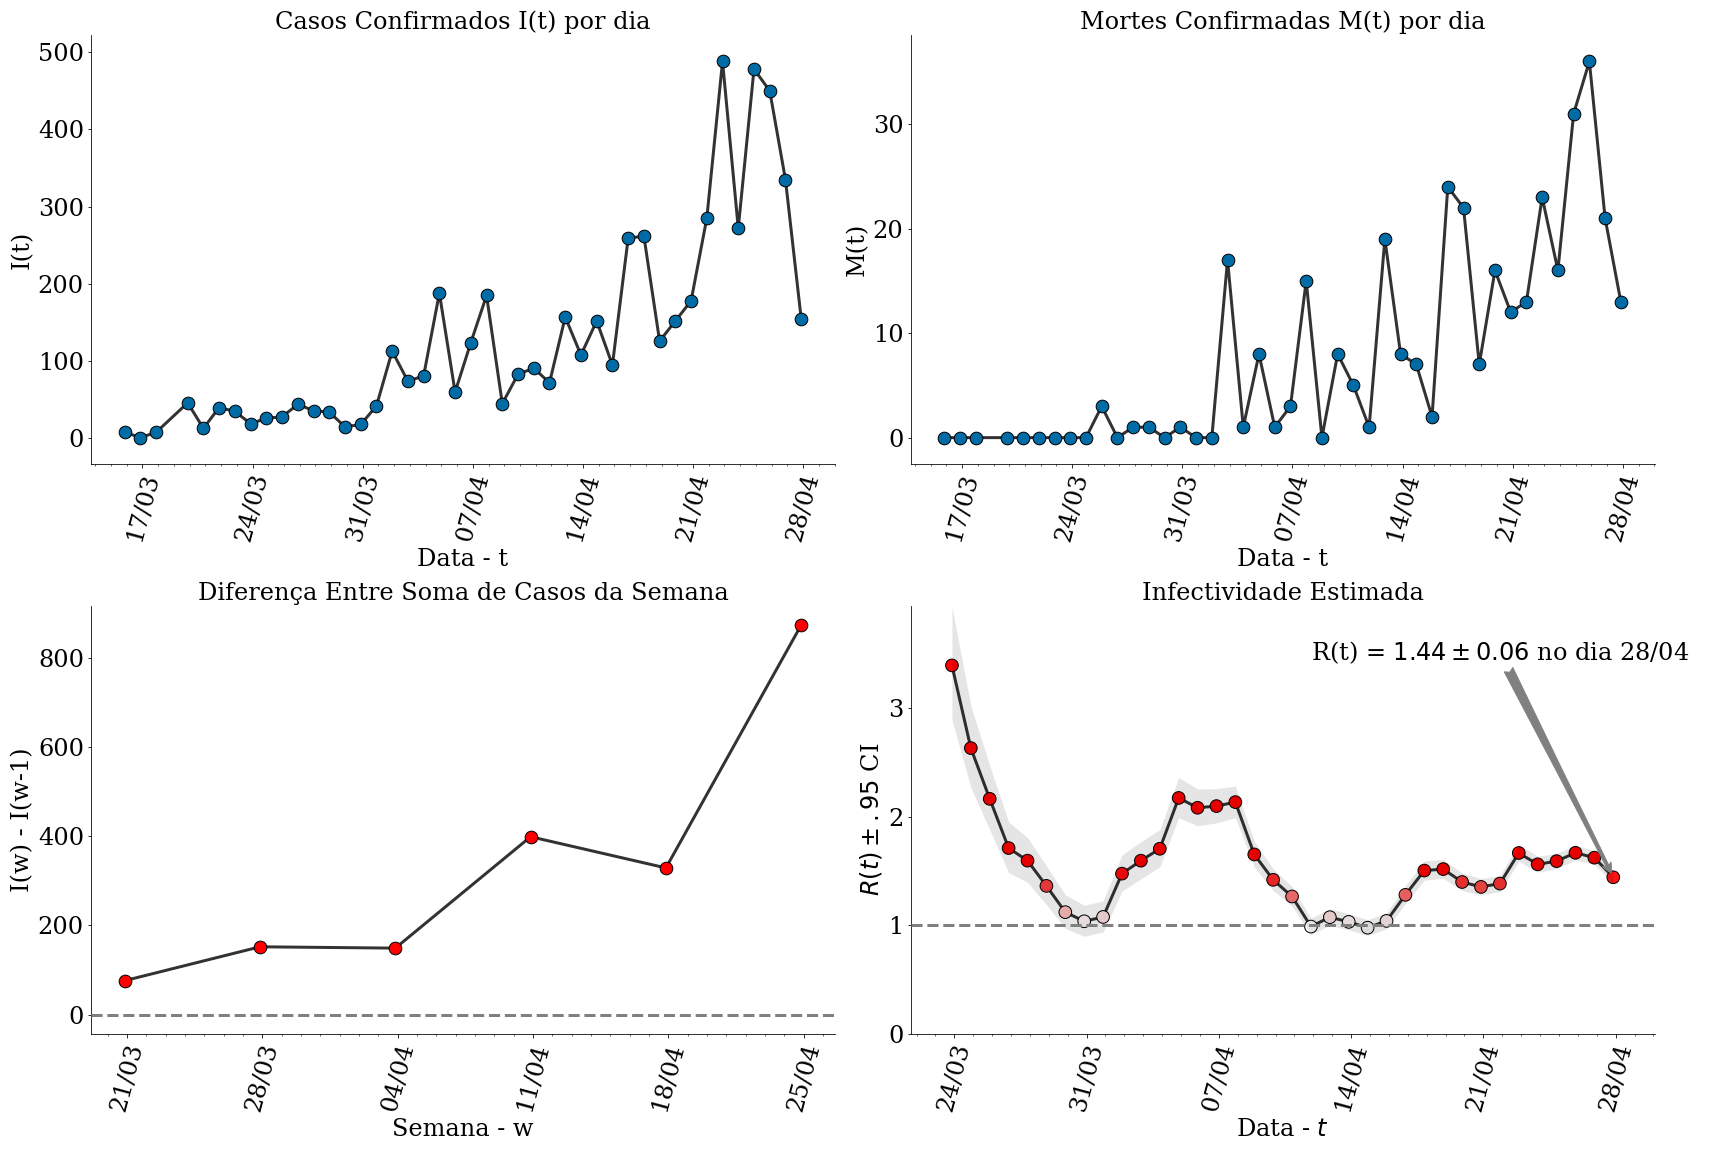 Casos Confirmados I(t) por dia
I(t)
500
400
300
200
100
0
17/03 24/03 31/03 07/04 14/04 21/04 28/04
Data - t
Mortes Confirmadas M(t) por dia
M(t)
30
20
10
0
17/03 24/03 31/03 07/04 14/04 21/04 28/04
Data - t
Diferença Entre Soma de Casos da Semana
I(w) - I(w-1)
800
600
400
200
0
21/03 28/03 04/04 11/04 18/04 25/04
Semana - w
Infectividade Estimada
R(t) = 1.44 ± 0.06 no dia 28/04
R(t) ± .95 CI
3
2
1
0
24/03 31/03 07/04 14/04 21/04 28/04
Data - t